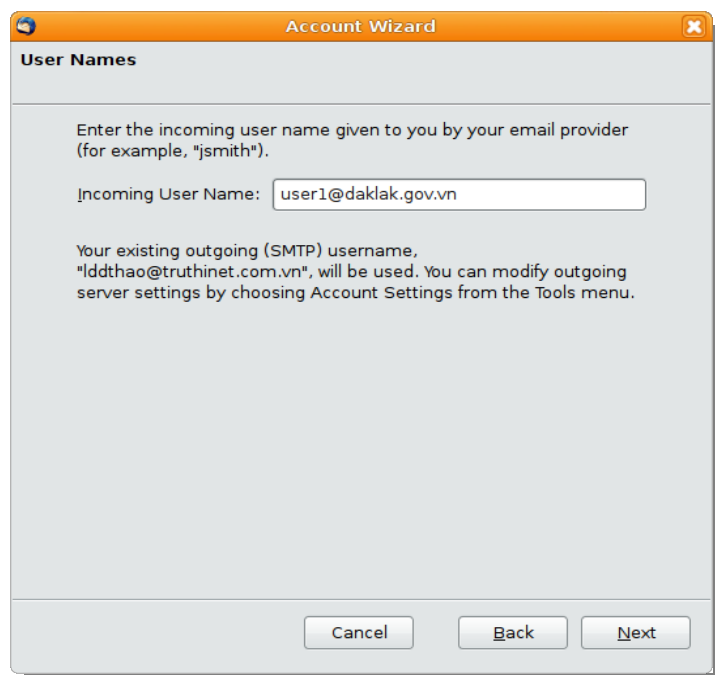 Account Wizard
User Names
Enter the incoming user name given to you by your email provider
(for example, "jsmith").
Incoming User Name: user1@daklak.gov.vn
Your existing outgoing (SMTP) username,
"lddthao@truthinet.com.vn", will be used. You can modify outgoing
server settings by choosing Account Settings from the Tools menu.
Cancel Back Next